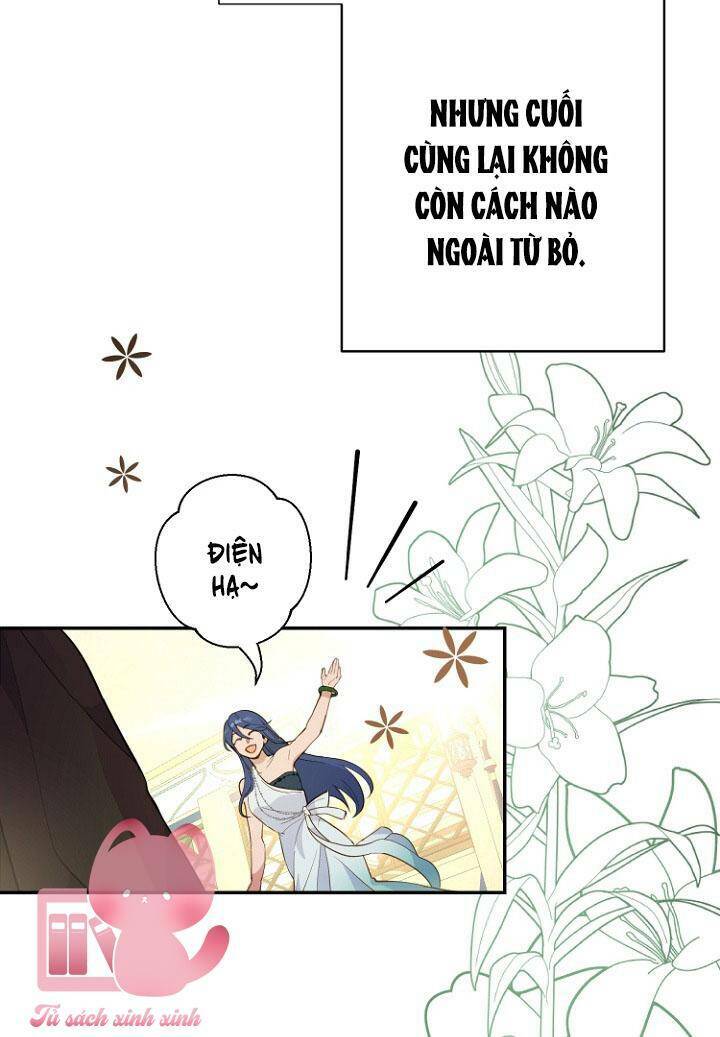 NHƯNG CUỐI
CÙNG LẠI KHÔNG
CÒN CÁCH NÀO
NGOÀI TỪ BỎ.
ĐIỆN
HẠ~
Tủ sách xinh xinh